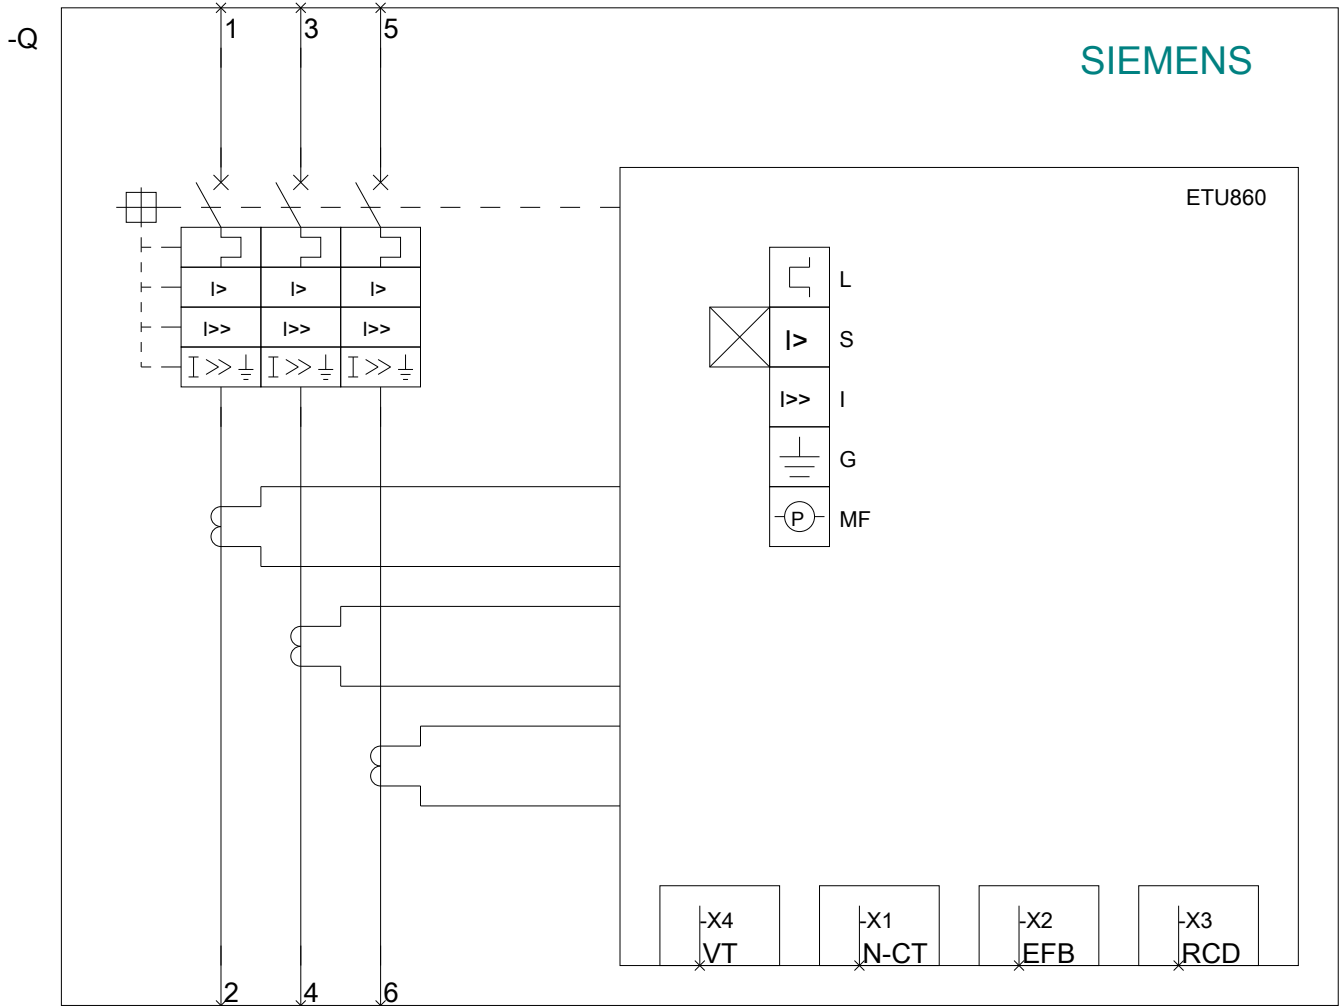 1 3 5
-Q
SIEMENS
ETU860
I> I> I>
I>> I>> I>>
I >> I >> I >>
L
I> S
I>> I
G
P MF
-X4 -X1 -X2 -X3
VT N-CT EFB RCD
2 4 6